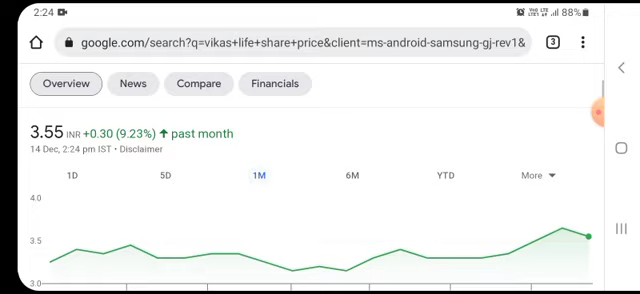 2:24 88%
google.com/search?q=vikas+life+share+price&client=ms-android-samsung-gj-rev1& 3
Overview News Compare Financials
3.55 INR +0.30 (9.23%) ↑ past month
14 Dec, 2:24 pm IST • Disclaimer
1D 5D 1M 6M YTD More
4.0
3.5
3.0